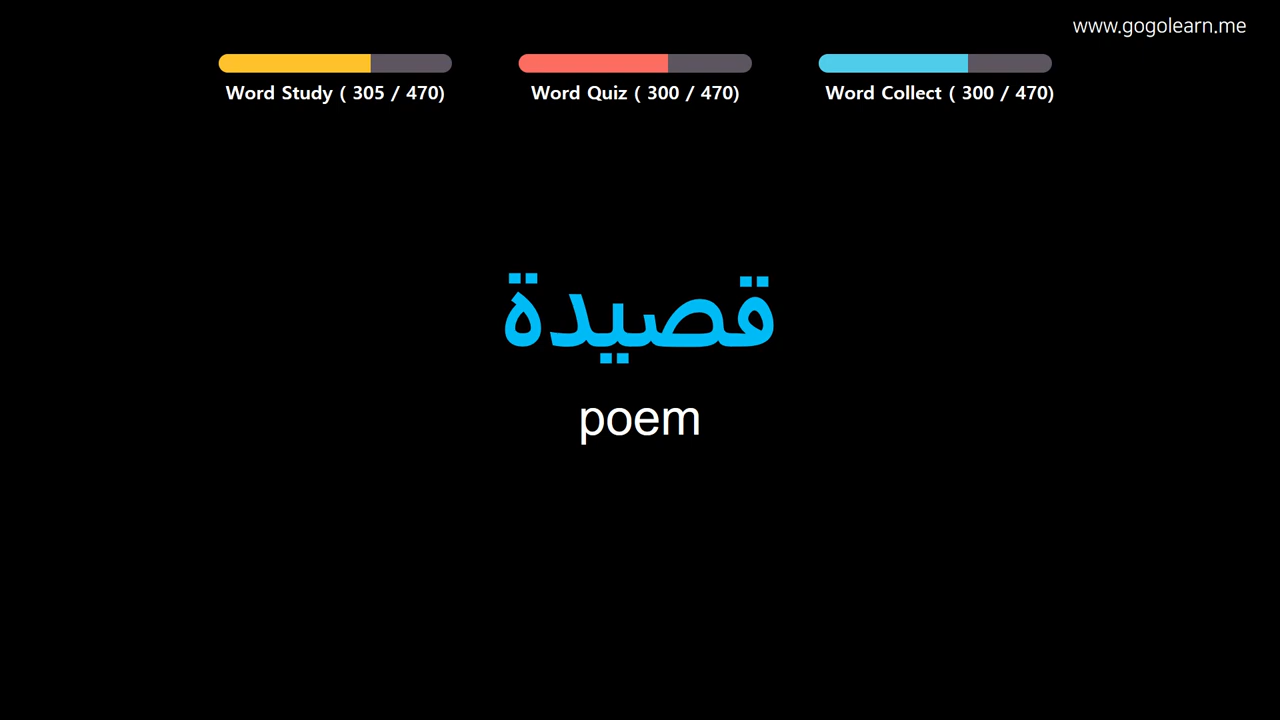 www.gogolearn.me
Word Study ( 305 / 470)
Word Quiz ( 300 / 470)
Word Collect ( 300 / 470)
قصيدة
poem